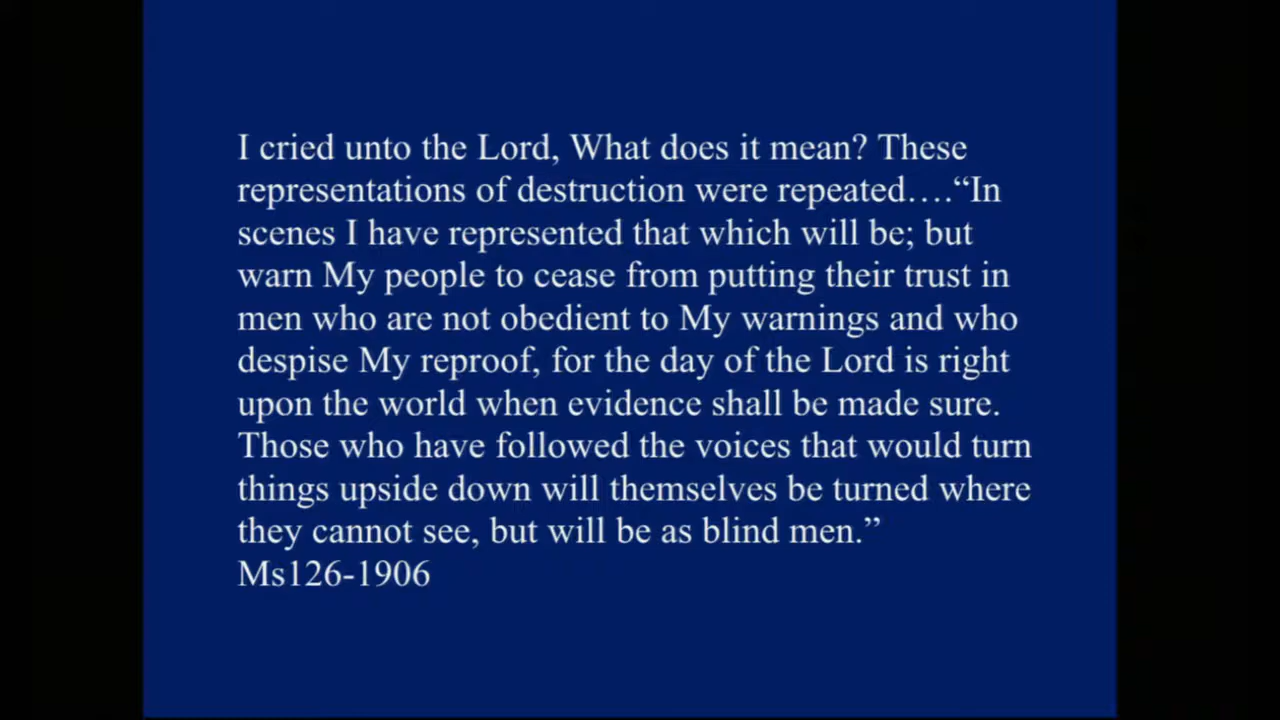 I cried unto the Lord, What does it mean? These
representations of destruction were repeated….“In
scenes I have represented that which will be; but
warn My people to cease from putting their trust in
men who are not obedient to My warnings and who
despise My reproof, for the day of the Lord is right
upon the world when evidence shall be made sure.
Those who have followed the voices that would turn
things upside down will themselves be turned where
they cannot see, but will be as blind men.”
Ms126-1906